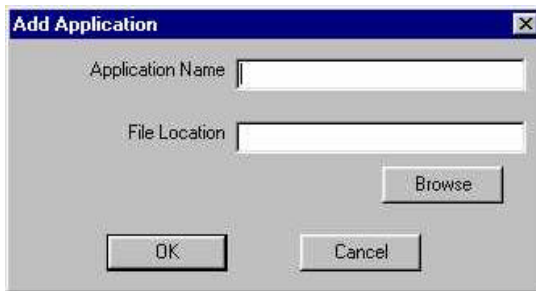 Add Application
Application Name
File Location
Browse
OK Cancel